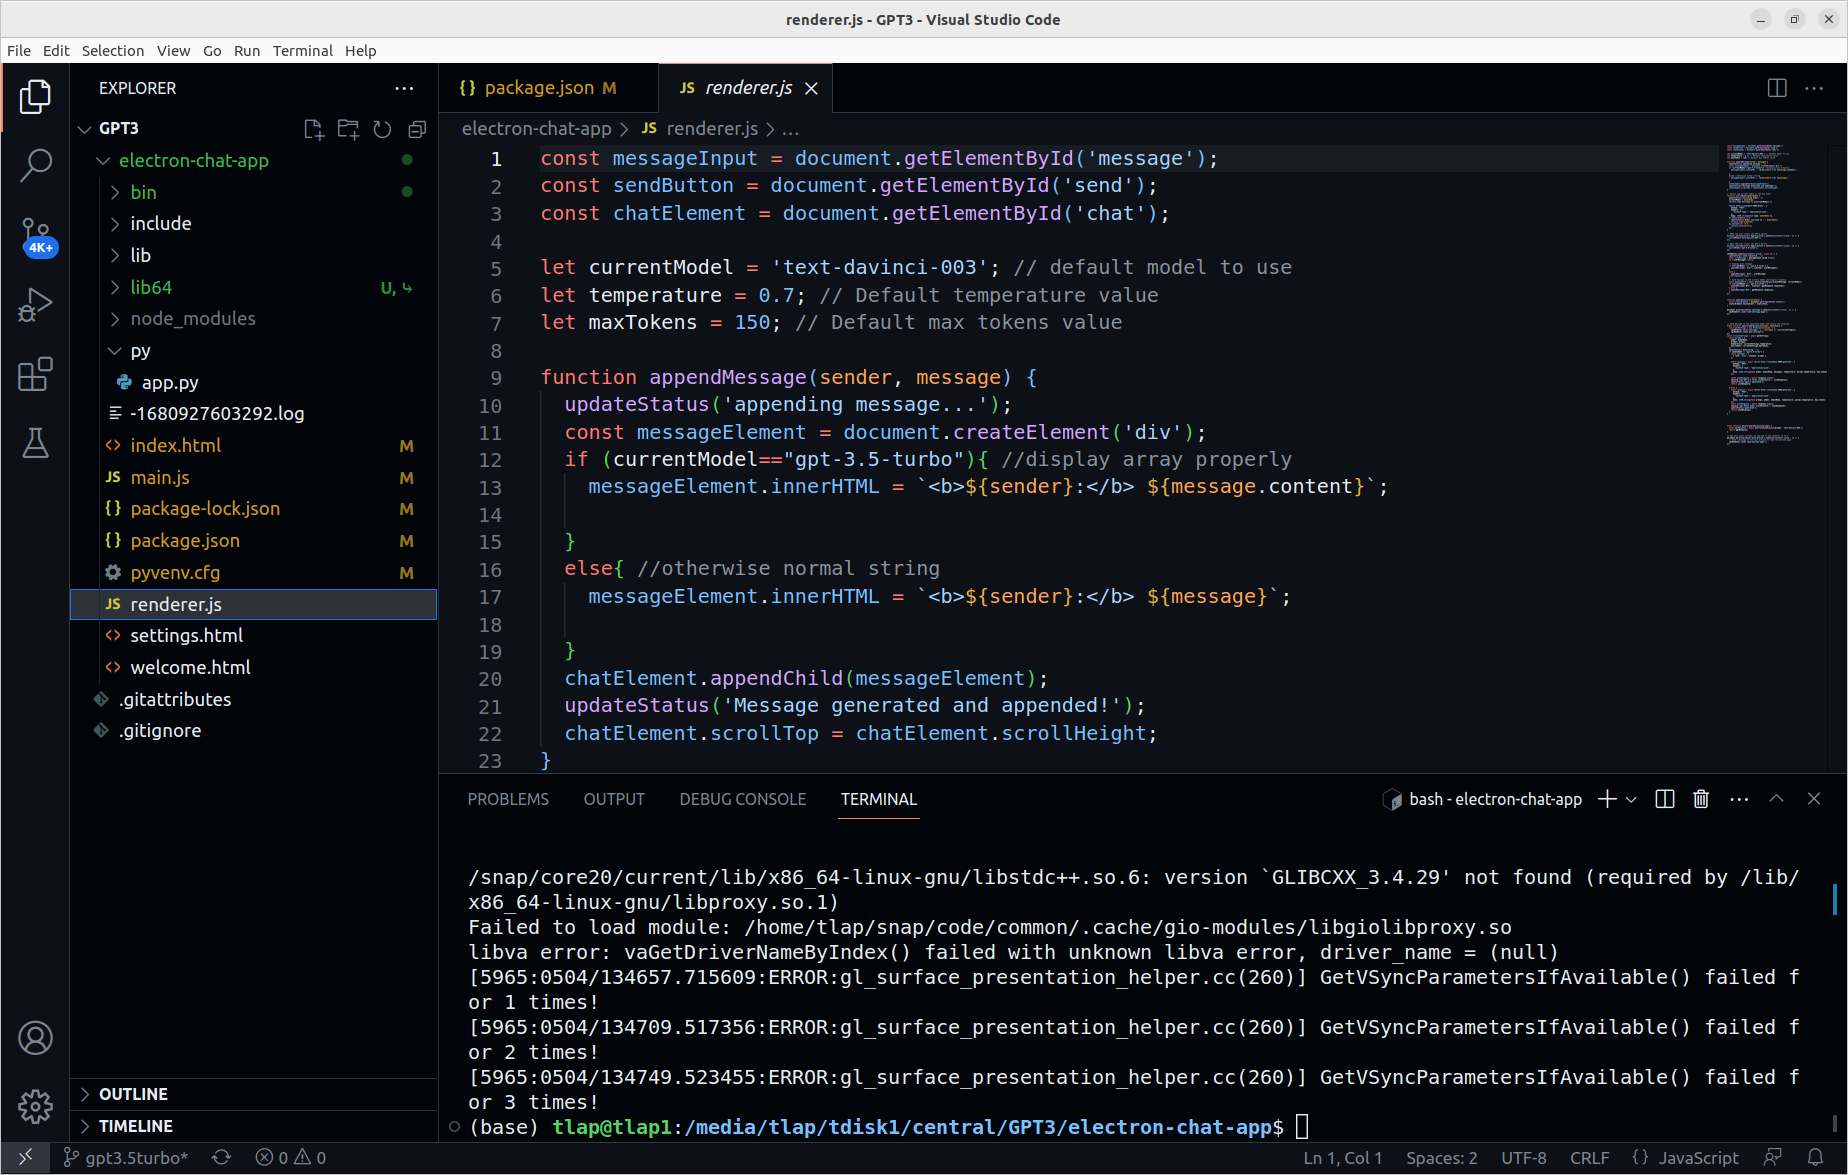 renderer.js - GPT3 - Visual Studio Code
File Edit Selection View Go Run Terminal Help
EXPLORER
GPT3
electron-chat-app
bin
include
lib
lib64 U,
node_modules
py
app.py
-1680927603292.log
index.html M
main.js M
package-lock.json M
package.json M
pyvenv.cfg M
renderer.js
settings.html
welcome.html
.gitattributes
.gitignore
OUTLINE
TIMELINE
4K+
package.json M
JS renderer.js
electron-chat-app > JS renderer.js > ...
1 const messageInput = document.getElementById('message');
2 const sendButton = document.getElementById('send');
3 const chatElement = document.getElementById('chat');
4
5 let currentModel = 'text-davinci-003'; // default model to use
6 let temperature = 0.7; // Default temperature value
7 let maxTokens = 150; // Default max tokens value
8
9 function appendMessage(sender, message) {
10 updateStatus('appending message...');
11 const messageElement = document.createElement('div');
12 if (currentModel=="gpt-3.5-turbo"){ //display array properly
13 messageElement.innerHTML = `<b>${sender}:</b> ${message.content}`;
14
15 }
16 else{ //otherwise normal string
17 messageElement.innerHTML = `<b>${sender}:</b> ${message}`;
18
19 }
20 chatElement.appendChild(messageElement);
21 updateStatus('Message generated and appended!');
22 chatElement.scrollTop = chatElement.scrollHeight;
23 }
PROBLEMS OUTPUT DEBUG CONSOLE TERMINAL
bash - electron-chat-app
/snap/core20/current/lib/x86_64-linux-gnu/libstdc++.so.6: version `GLIBCXX_3.4.29' not found (required by /lib/
x86_64-linux-gnu/libproxy.so.1)
Failed to load module: /home/tlap/snap/code/common/.cache/gio-modules/libgiolibproxy.so
libva error: vaGetDriverNameByIndex() failed with unknown libva error, driver_name = (null)
[5965:0504/134657.715609:ERROR:gl_surface_presentation_helper.cc(260)] GetVSyncParametersIfAvailable() failed f
or 1 times!
[5965:0504/134709.517356:ERROR:gl_surface_presentation_helper.cc(260)] GetVSyncParametersIfAvailable() failed f
or 2 times!
[5965:0504/134749.523455:ERROR:gl_surface_presentation_helper.cc(260)] GetVSyncParametersIfAvailable() failed f
or 3 times!
(base) tlap@tlap1:/media/tlap/tdisk1/central/GPT3/electron-chat-app$
gpt3.5turbo* 0 0 Ln 1, Col 1 Spaces: 2 UTF-8 CRLF {} JavaScript